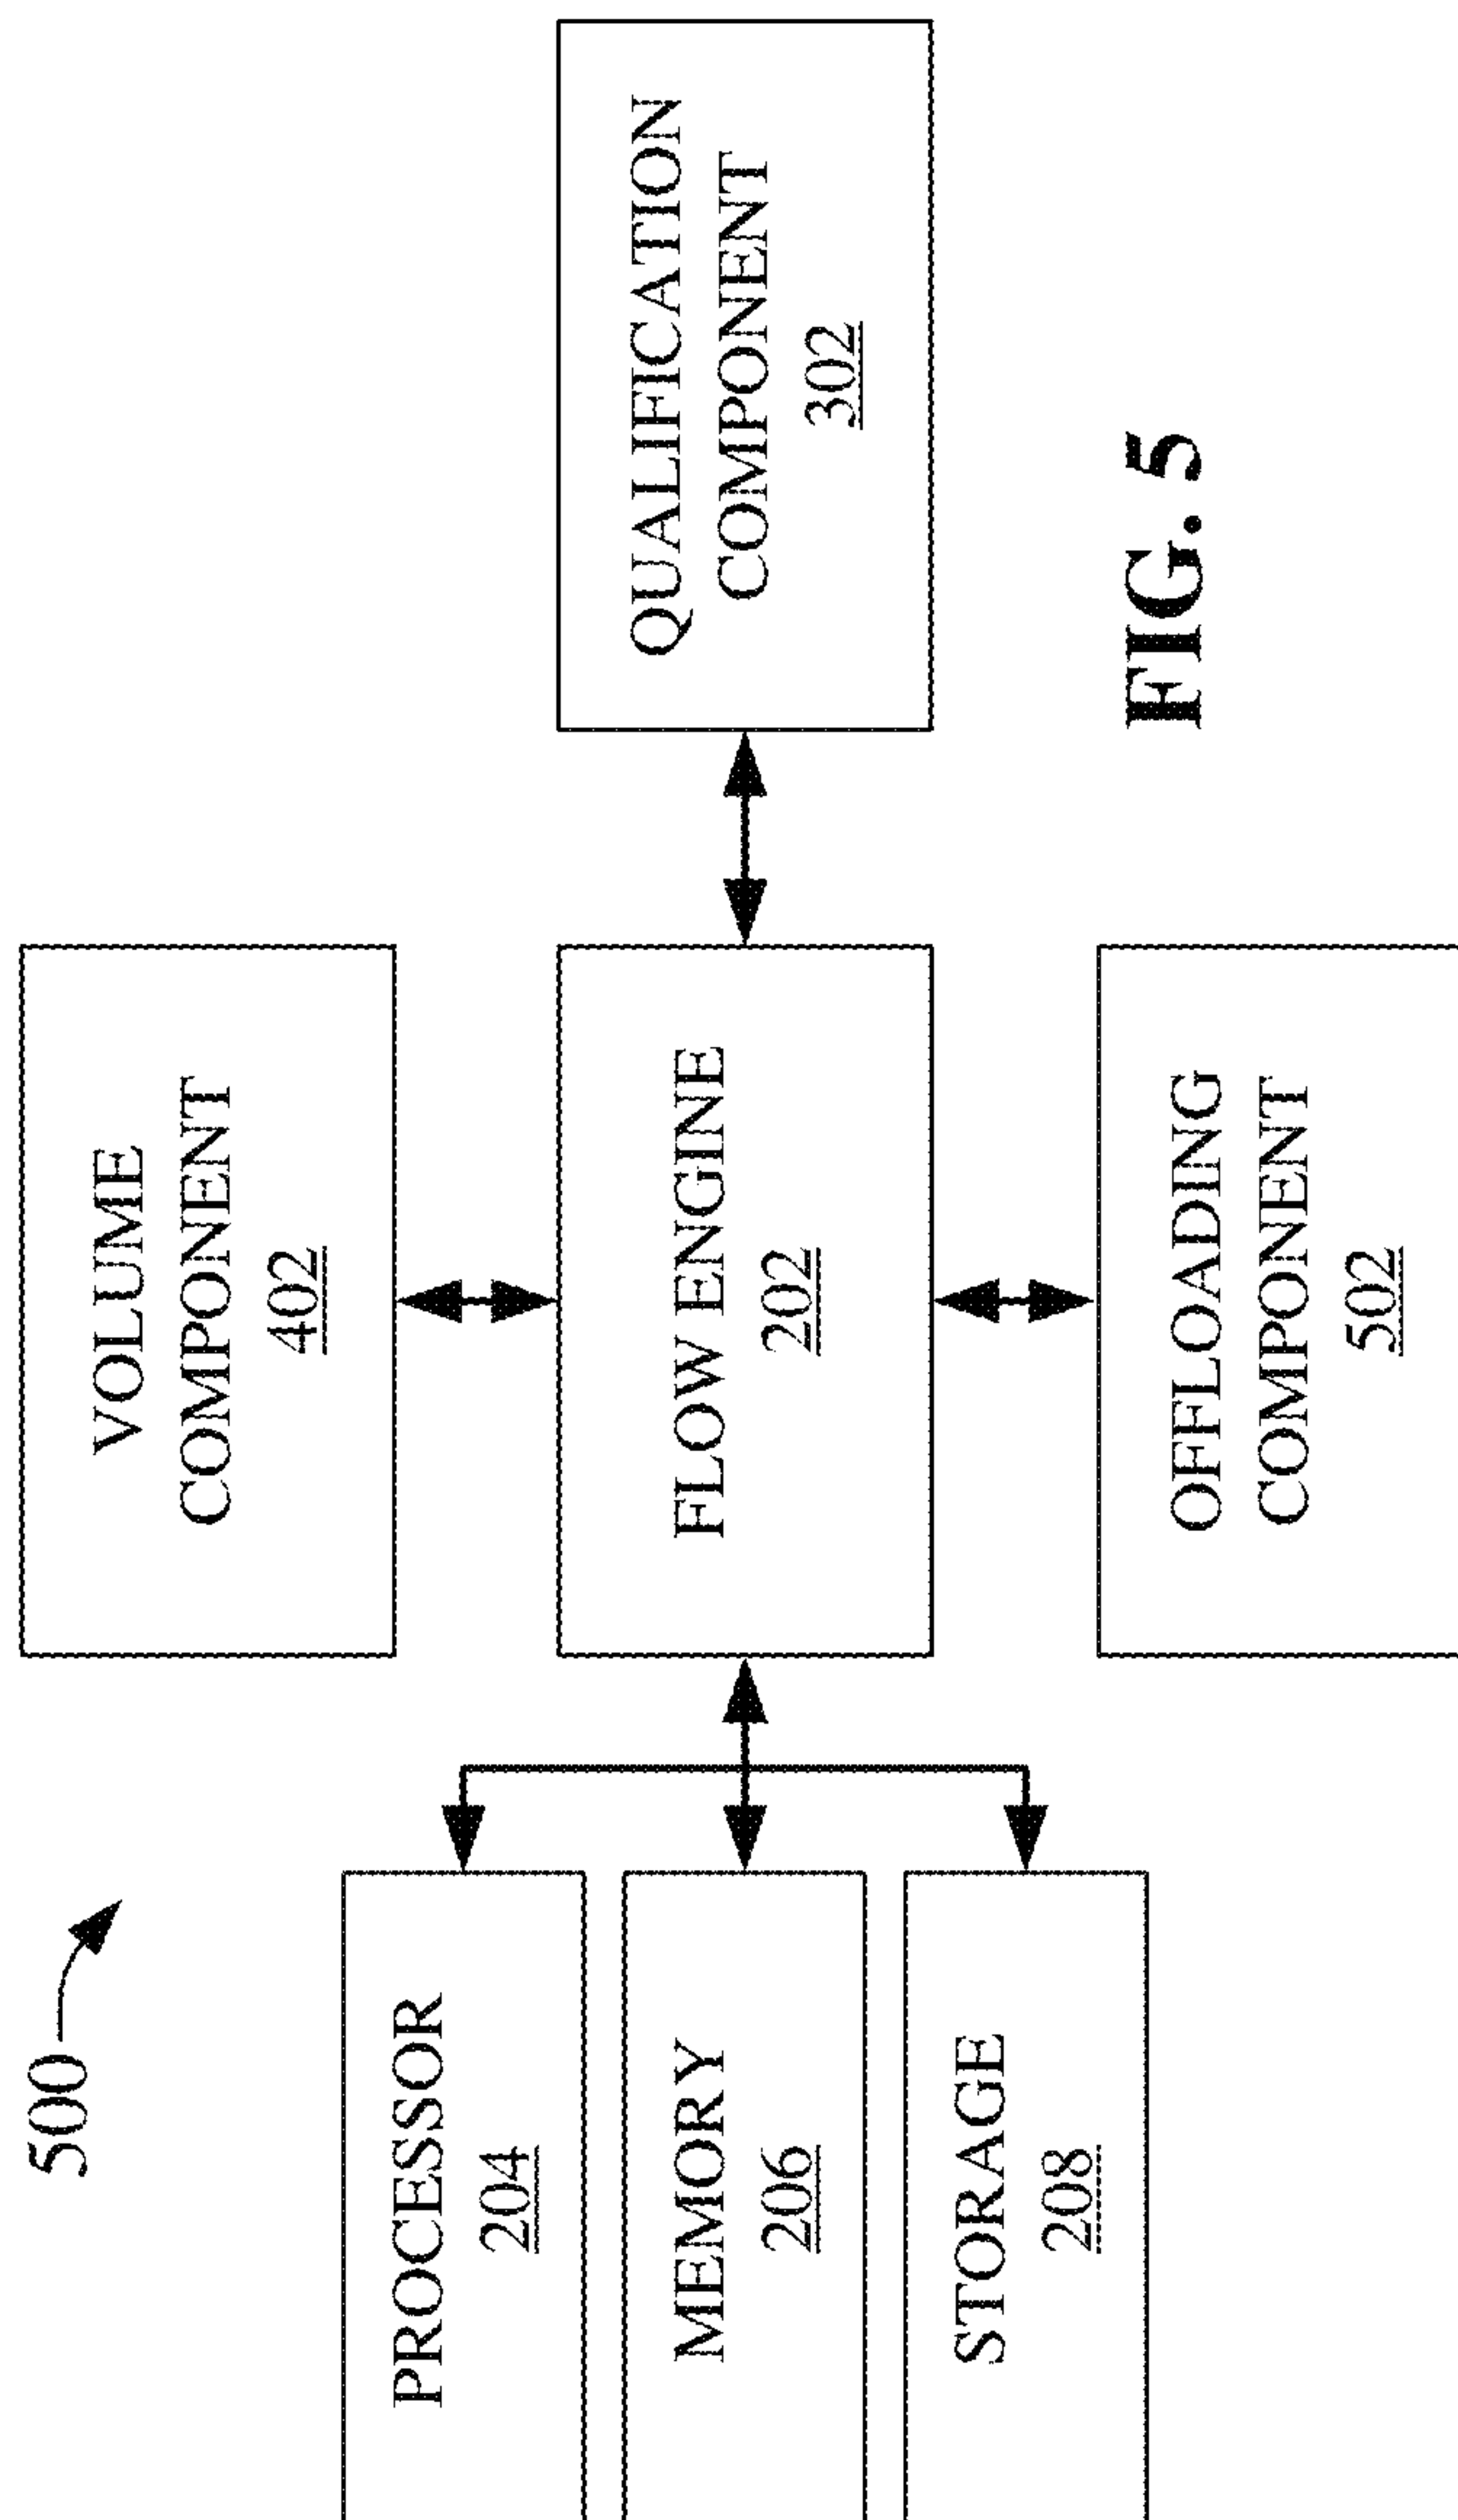 500
VOLUME
COMPONENT
402
PROCESSOR
204
MEMORY
206
STORAGE
208
FLOW ENGINE
202
QUALIFICATION
COMPONENT
302
OFFLOADING
COMPONENT
502
FIG. 5